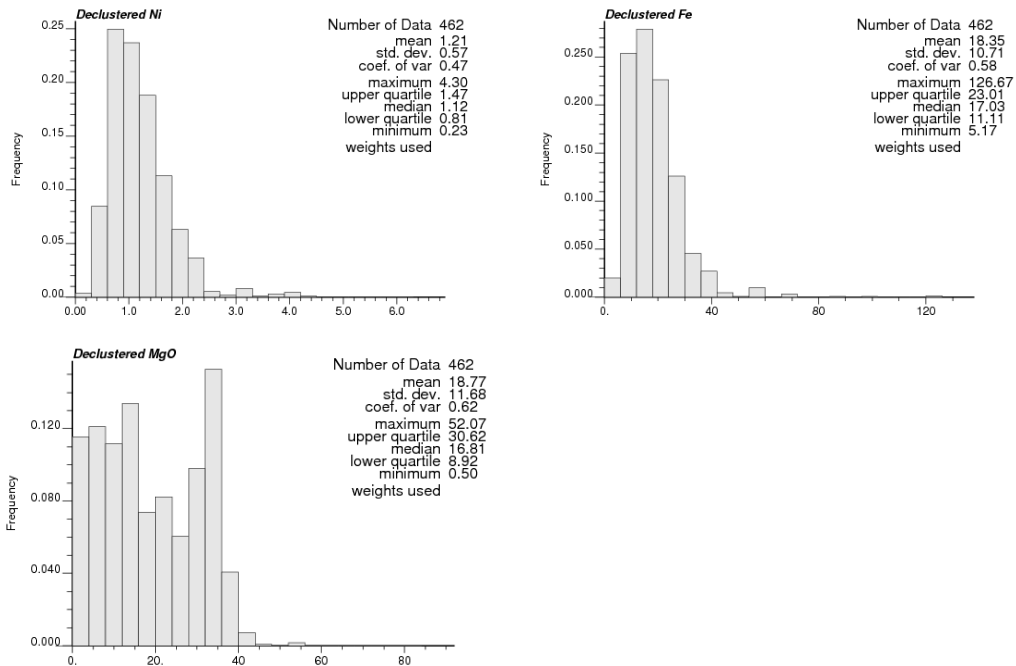 Declustered Ni
Number of Data 462
mean 1.21
std. dev. 0.57
coef. of var 0.47
maximum 4.30
upper quartile 1.47
median 1.12
lower quartile 0.81
minimum 0.23
weights used
Frequency
0.25
0.20
0.15
0.10
0.05
0.00
0.00 1.0 2.0 3.0 4.0 5.0 6.0
Declustered Fe
Number of Data 462
mean 18.35
std. dev. 10.71
coef. of var 0.58
maximum 126.67
upper quartile 23.01
median 17.03
lower quartile 11.11
minimum 5.17
weights used
Frequency
0.250
0.200
0.150
0.100
0.050
0.000
0. 40 80 120
Declustered MgO
Number of Data 462
mean 18.77
std. dev. 11.68
coef. of var 0.62
maximum 52.07
upper quartile 30.62
median 16.81
lower quartile 8.92
minimum 0.50
weights used
Frequency
0.120
0.080
0.040
0.000
0. 20. 40 60 80